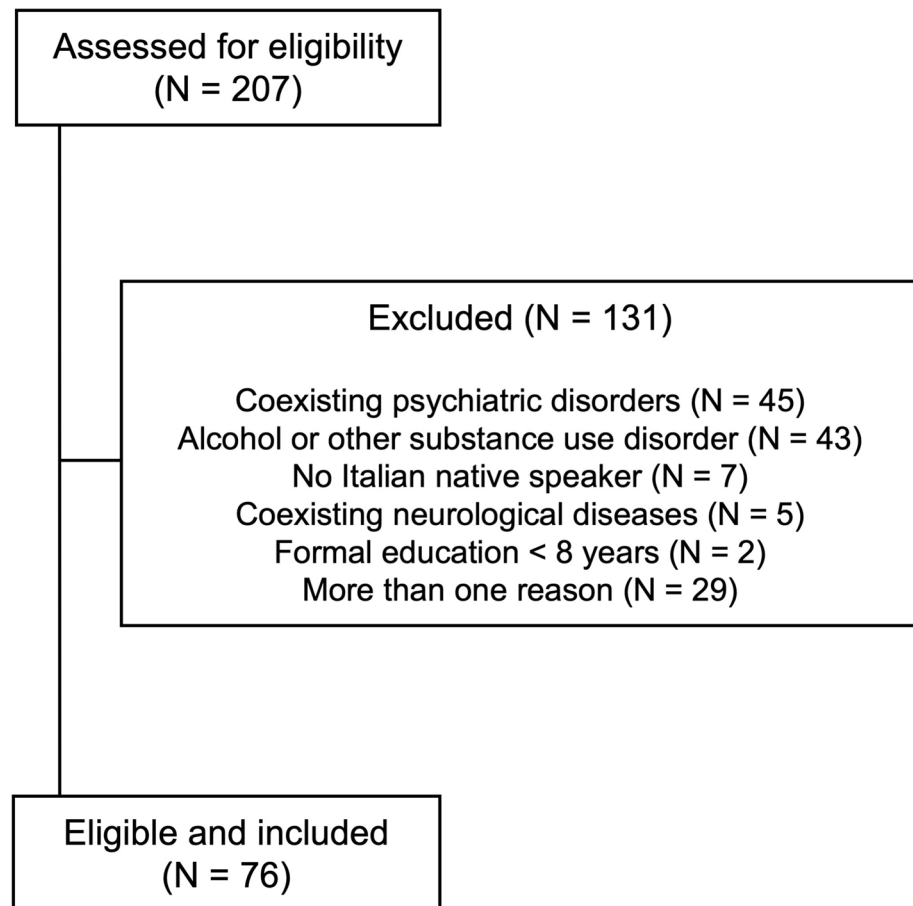 Assessed for eligibility
(N = 207)
Excluded (N = 131)
Coexisting psychiatric disorders (N = 45)
Alcohol or other substance use disorder (N = 43)
No Italian native speaker (N = 7)
Coexisting neurological diseases (N = 5)
Formal education < 8 years (N = 2)
More than one reason (N = 29)
Eligible and included
(N = 76)